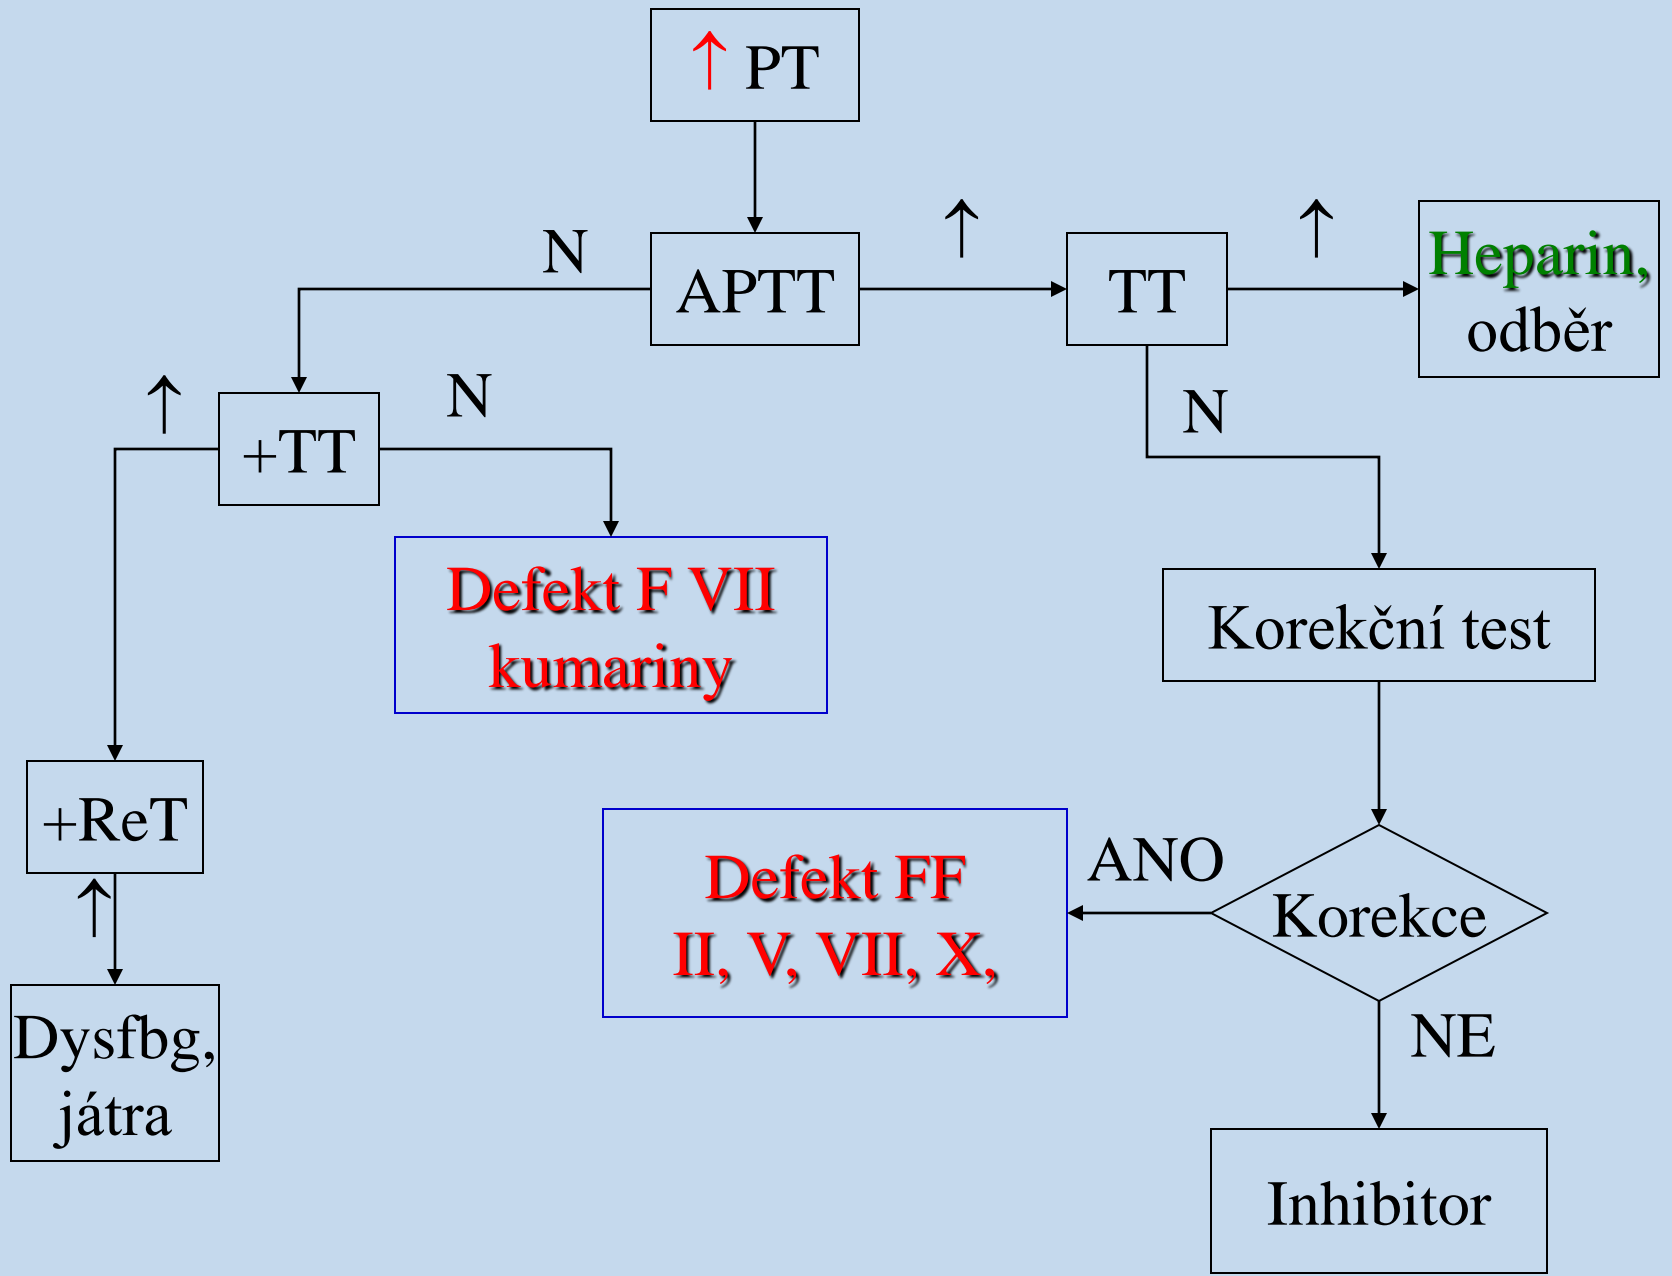 ↑ PT
N
APTT
↑
TT
↑
Heparin,
odběr
↑
+TT
N
N
Defekt F VII
kumariny
Korekční test
+ReT
↑
Defekt FF
II, V, VII, X,
ANO
Korekce
NE
Dysfbg,
játra
Inhibitor